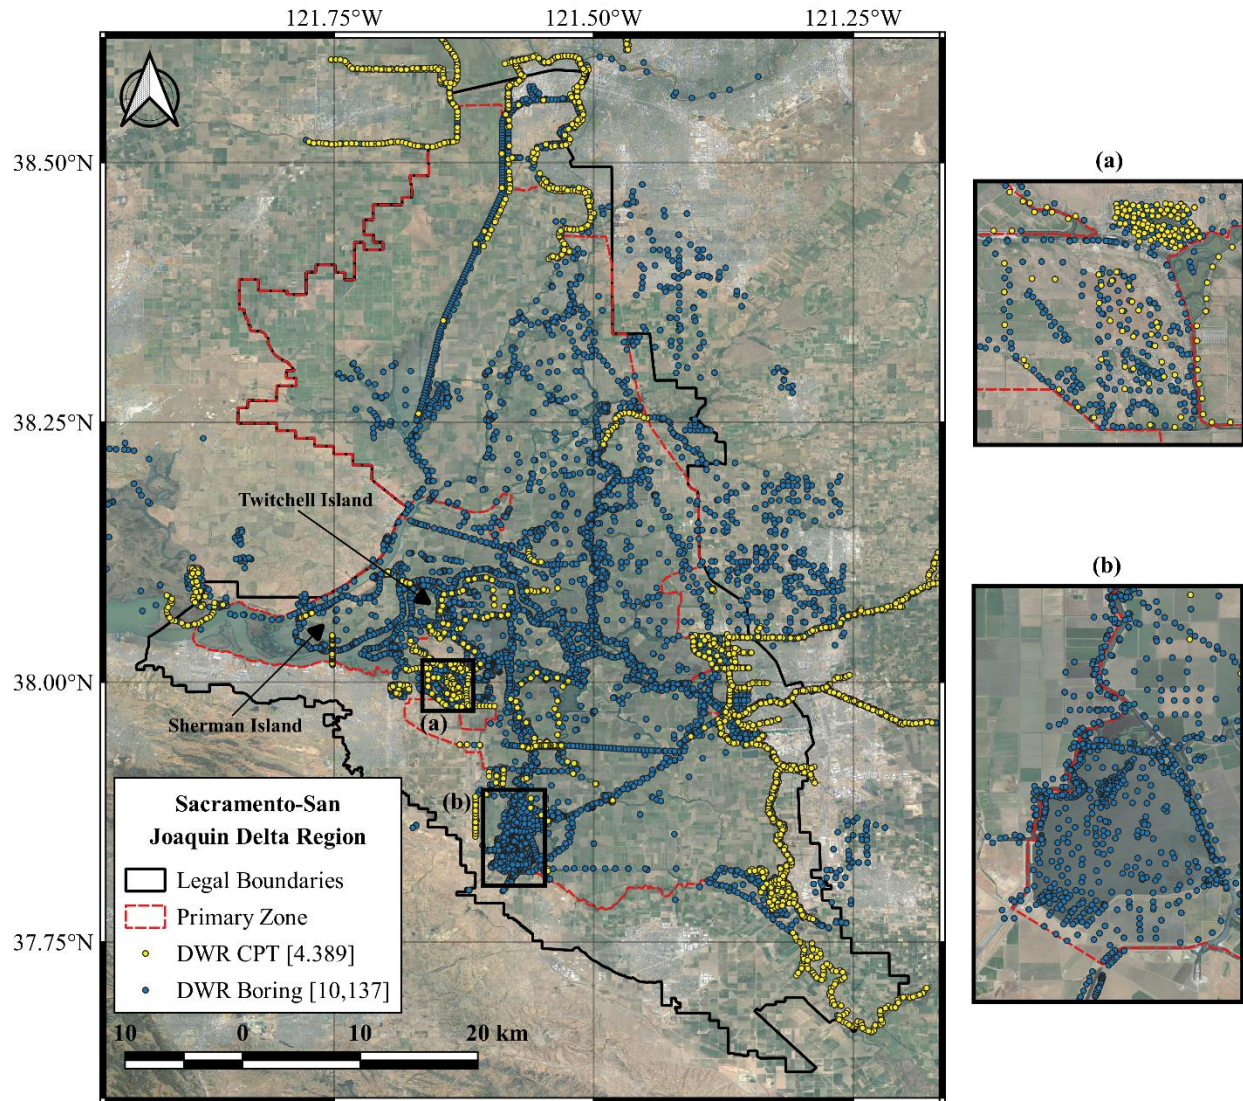 121.75°W 121.50°W 121.25°W
38.50°N
38.25°N
38.00°N
37.75°N
Twitchell Island
Sherman Island
(a)
(b)
Sacramento-San
Joaquin Delta Region
Legal Boundaries
Primary Zone
DWR CPT [4.389]
DWR Boring [10,137]
10 0 10 20 km
(a)
(b)